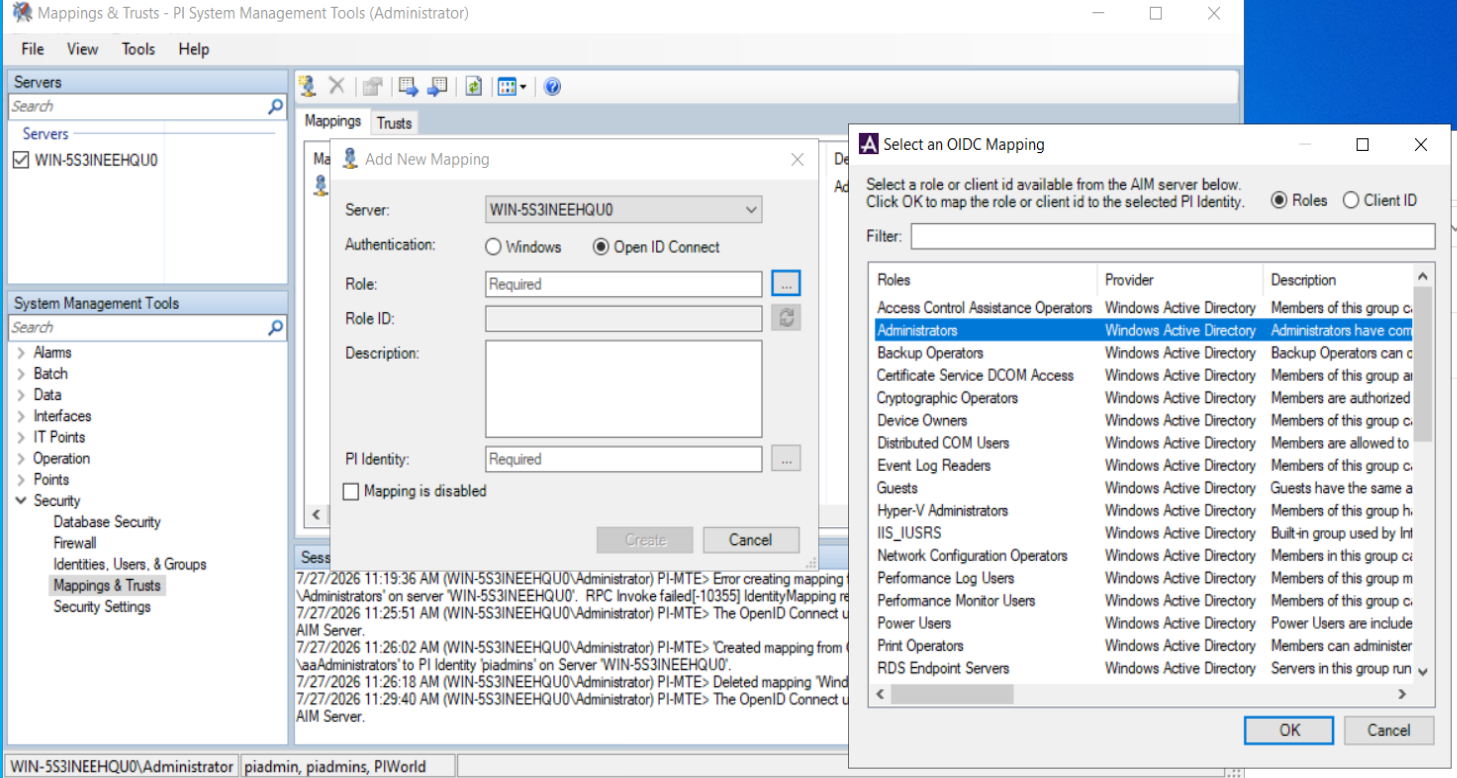 Mappings & Trusts - PI System Management Tools (Administrator)
File View Tools Help
Servers
Search
Servers
WIN-5S3INEEHQU0
System Management Tools
Search
Alarms
Batch
Data
Interfaces
IT Points
Operation
Points
Security
Database Security
Firewall
Identities, Users, & Groups
Mappings & Trusts
Security Settings
Mappings Trusts
Ma
De
Ad
Add New Mapping
Server: WIN-5S3INEEHQU0
Authentication: Windows Open ID Connect
Role: Required ...
Role ID:
Description:
PI Identity: Required ...
Mapping is disabled
Create Cancel
Sess
7/27/2026 11:19:36 AM (WIN-5S3INEEHQU0\Administrator) PI-MTE> Error creating mapping
\Administrators' on server 'WIN-5S3INEEHQU0'. RPC Invoke failed[-10355] IdentityMapping re
7/27/2026 11:25:51 AM (WIN-5S3INEEHQU0\Administrator) PI-MTE> The OpenID Connect u
AIM Server.
7/27/2026 11:26:02 AM (WIN-5S3INEEHQU0\Administrator) PI-MTE> 'Created mapping from
\aaAdministrators' to PI Identity 'piadmins' on Server 'WIN-5S3INEEHQU0'.
7/27/2026 11:26:18 AM (WIN-5S3INEEHQU0\Administrator) PI-MTE> Deleted mapping 'Wind
7/27/2026 11:29:40 AM (WIN-5S3INEEHQU0\Administrator) PI-MTE> The OpenID Connect u
AIM Server.
WIN-5S3INEEHQU0\Administrator piadmin, piadmins, PIWorld
Select an OIDC Mapping
Select a role or client id available from the AIM server below.
Click OK to map the role or client id to the selected PI Identity.
Roles Client ID
Filter:
Roles Provider Description
Access Control Assistance Operators Windows Active Directory Members of this group ca
Administrators Windows Active Directory Administrators have com
Backup Operators Windows Active Directory Backup Operators can o
Certificate Service DCOM Access Windows Active Directory Members of this group ar
Cryptographic Operators Windows Active Directory Members are authorized
Device Owners Windows Active Directory Members of this group ca
Distributed COM Users Windows Active Directory Members are allowed to
Event Log Readers Windows Active Directory Members of this group ca
Guests Windows Active Directory Guests have the same a
Hyper-V Administrators Windows Active Directory Members of this group ha
IIS_IUSRS Windows Active Directory Built-in group used by Int
Network Configuration Operators Windows Active Directory Members in this group ca
Performance Log Users Windows Active Directory Members of this group m
Performance Monitor Users Windows Active Directory Members of this group ca
Power Users Windows Active Directory Power Users are include
Print Operators Windows Active Directory Members can administer
RDS Endpoint Servers Windows Active Directory Servers in this group run
OK Cancel